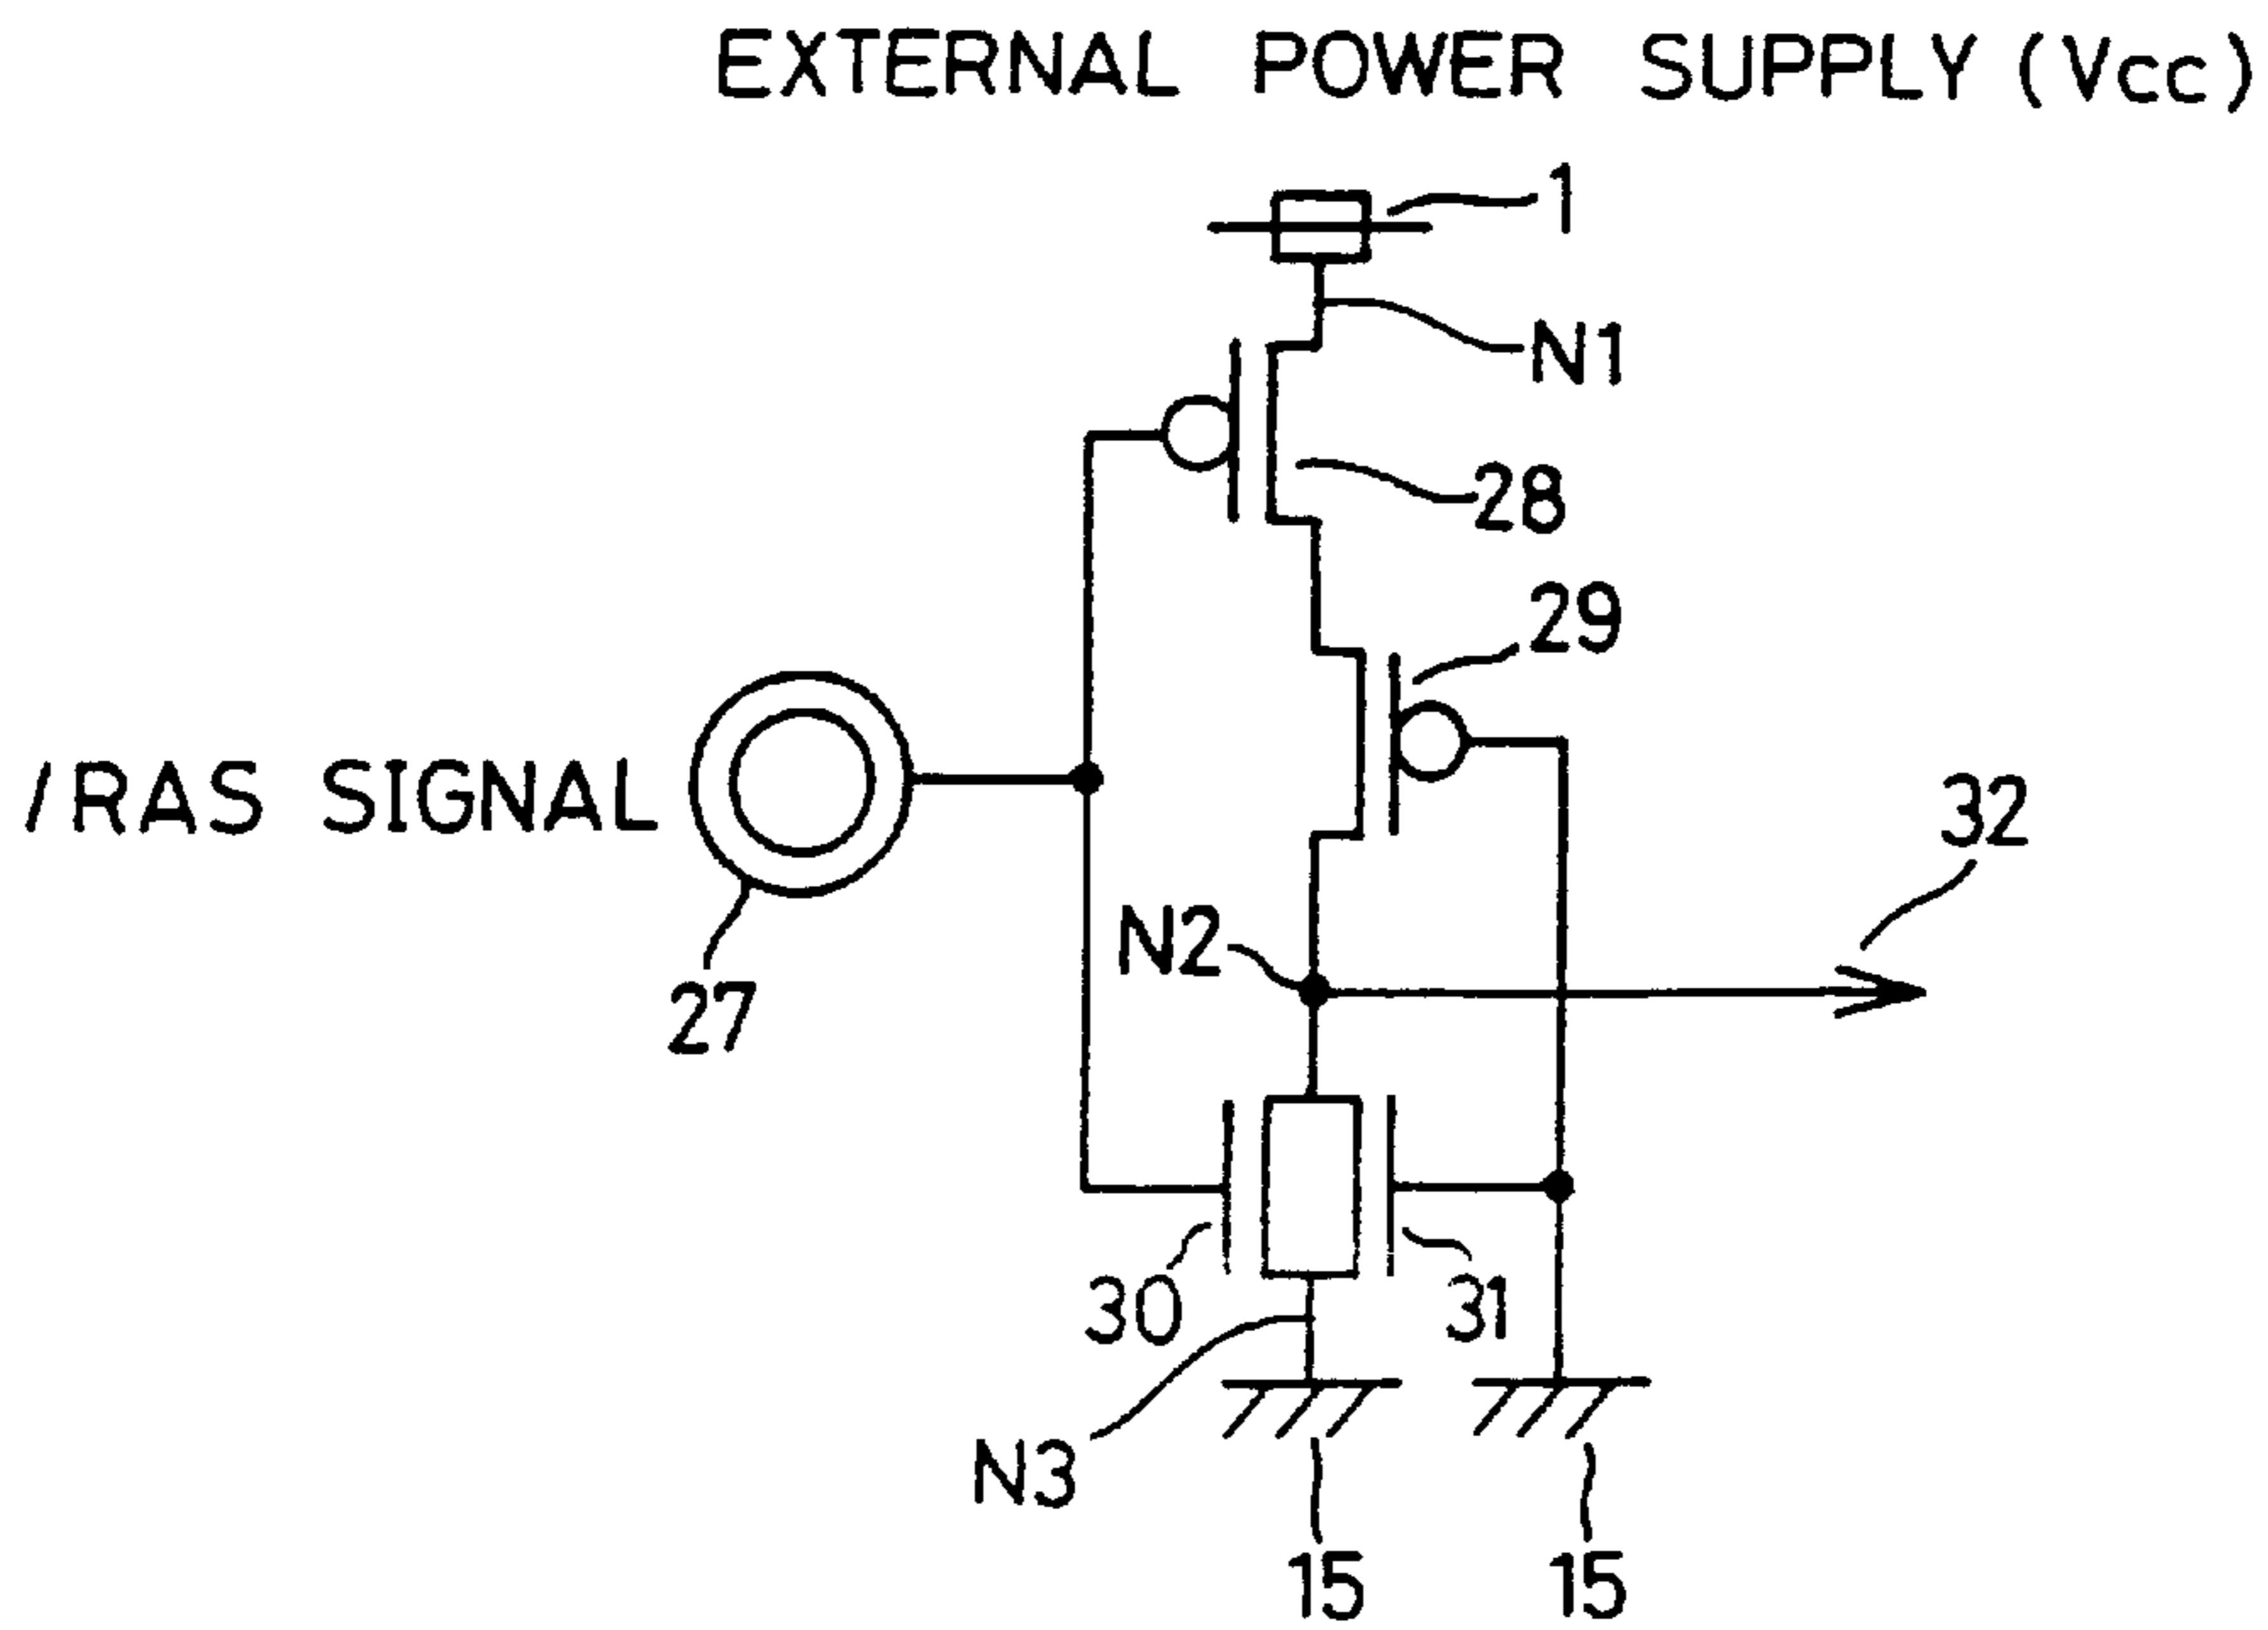 EXTERNAL POWER SUPPLY (Vcc)
1
N1
28
29
/RAS SIGNAL
32
N2
27
30
31
N3
15 15